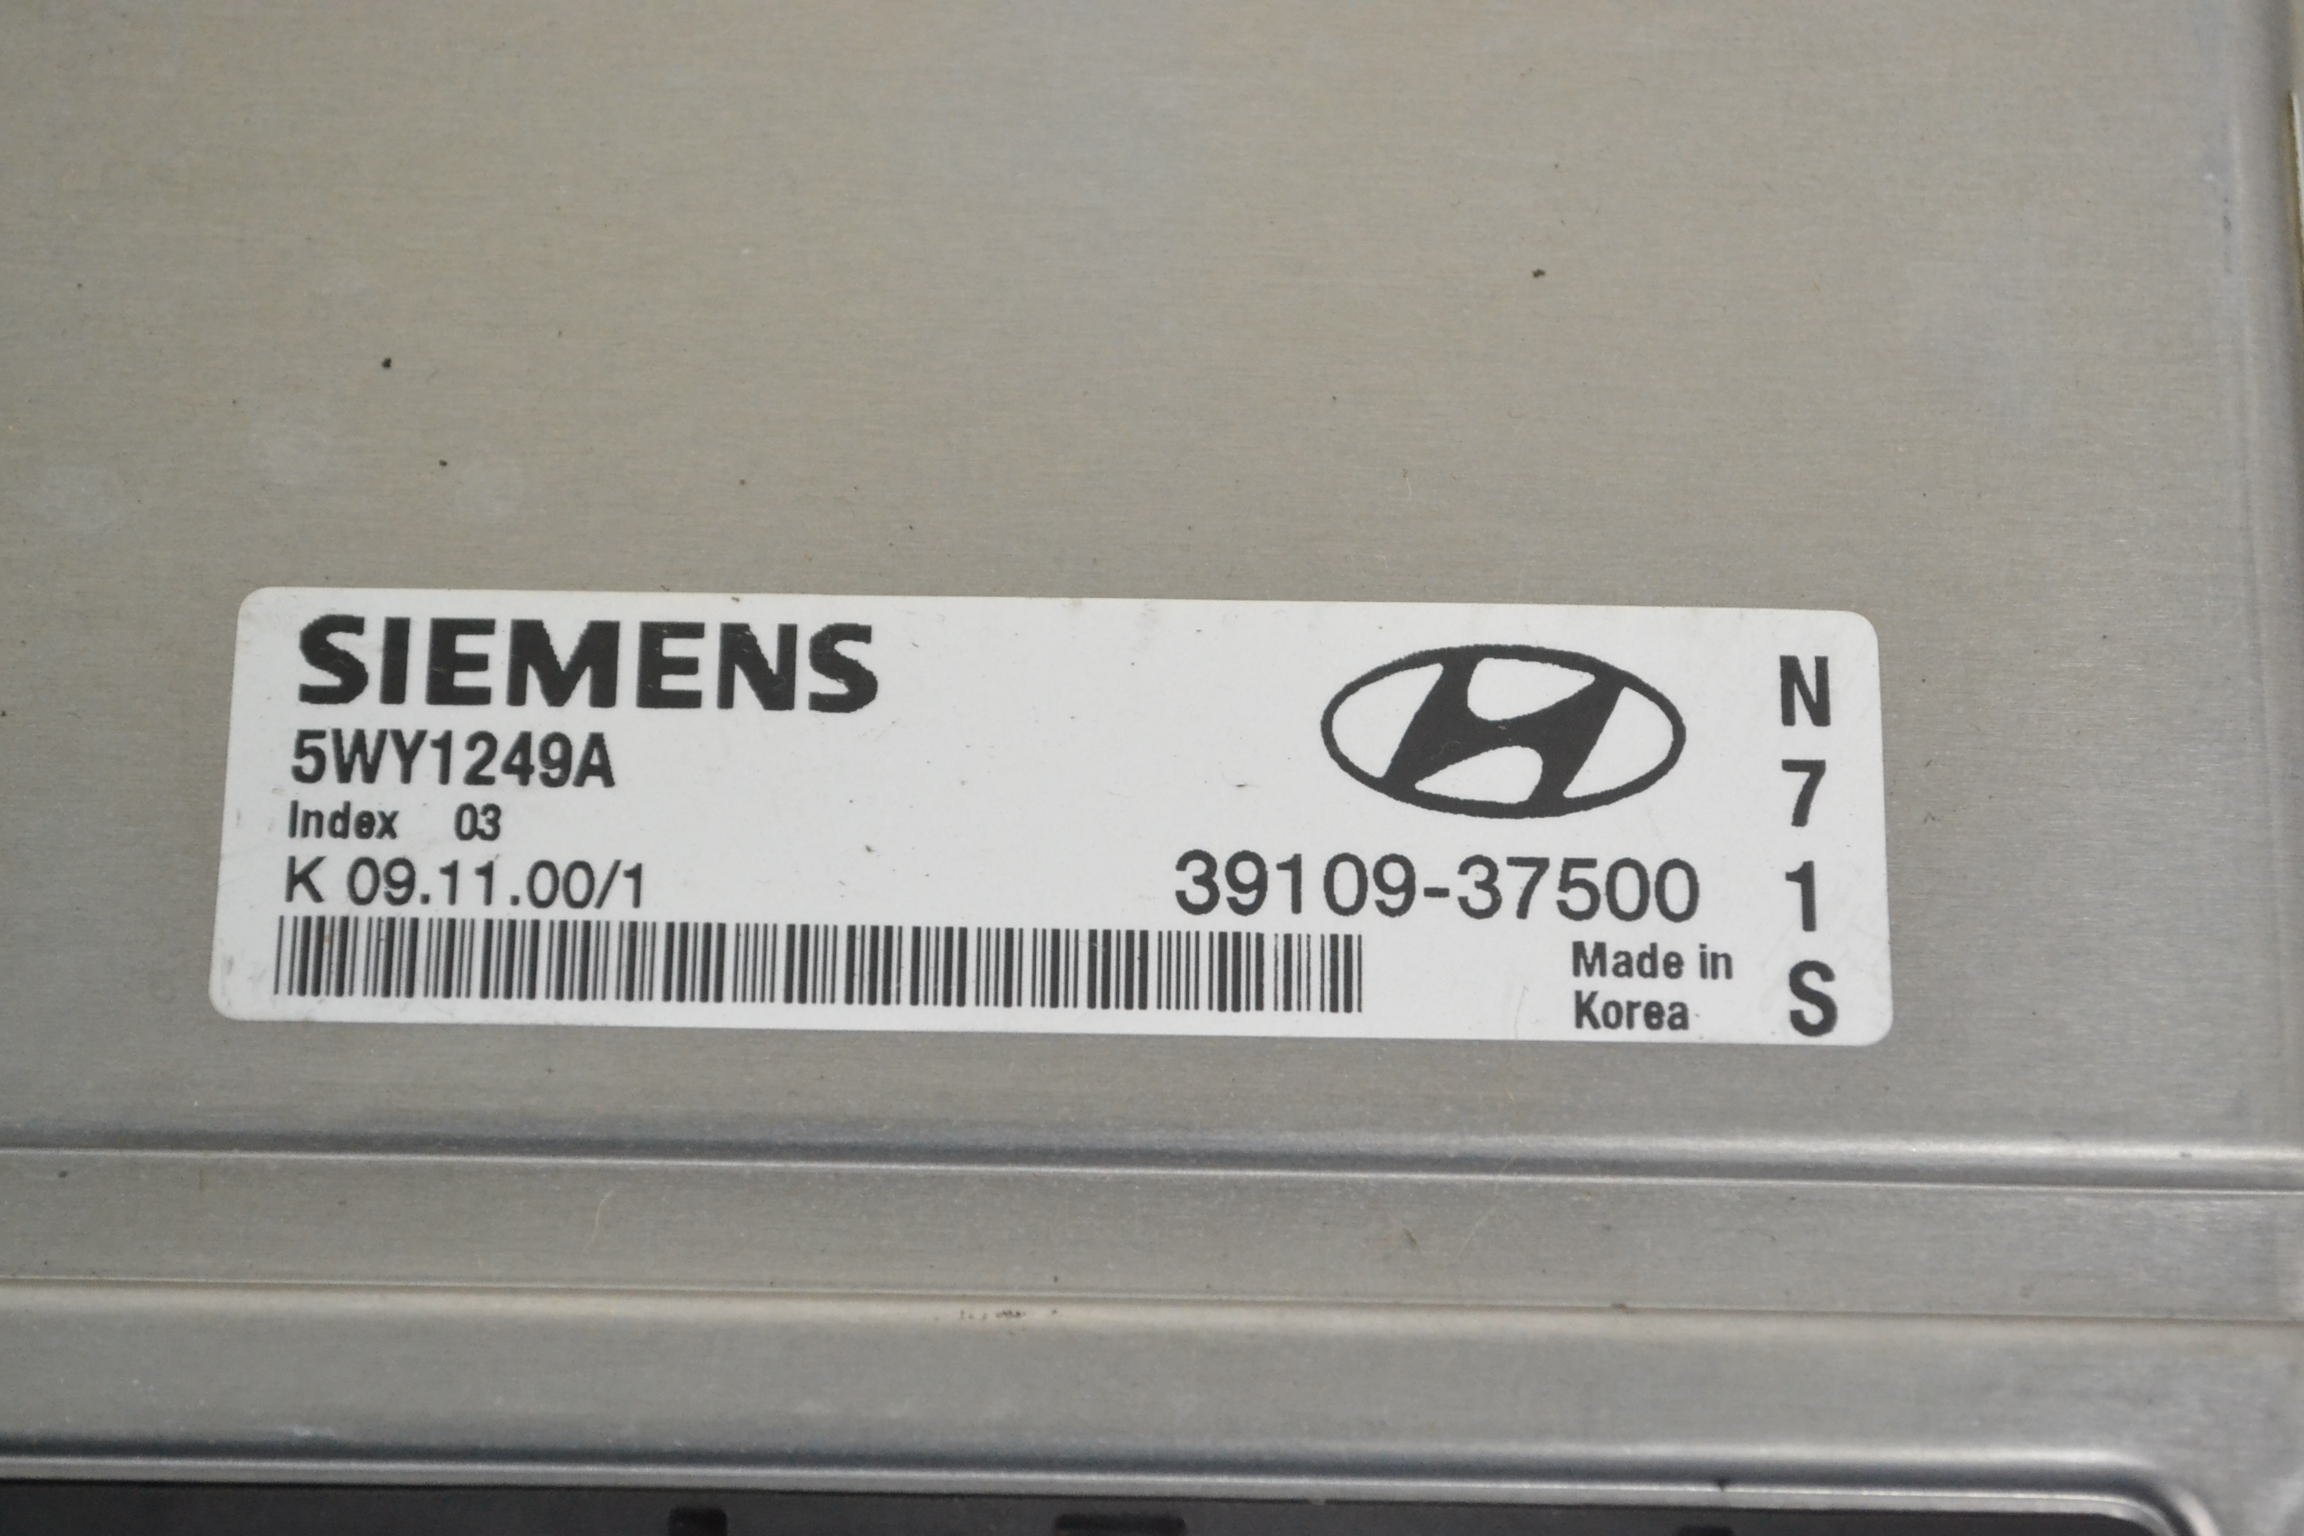 SIEMENS
5WY1249A
Index 03
K 09.11.00/1
39109-37500
Made in
Korea
N
7
1
S